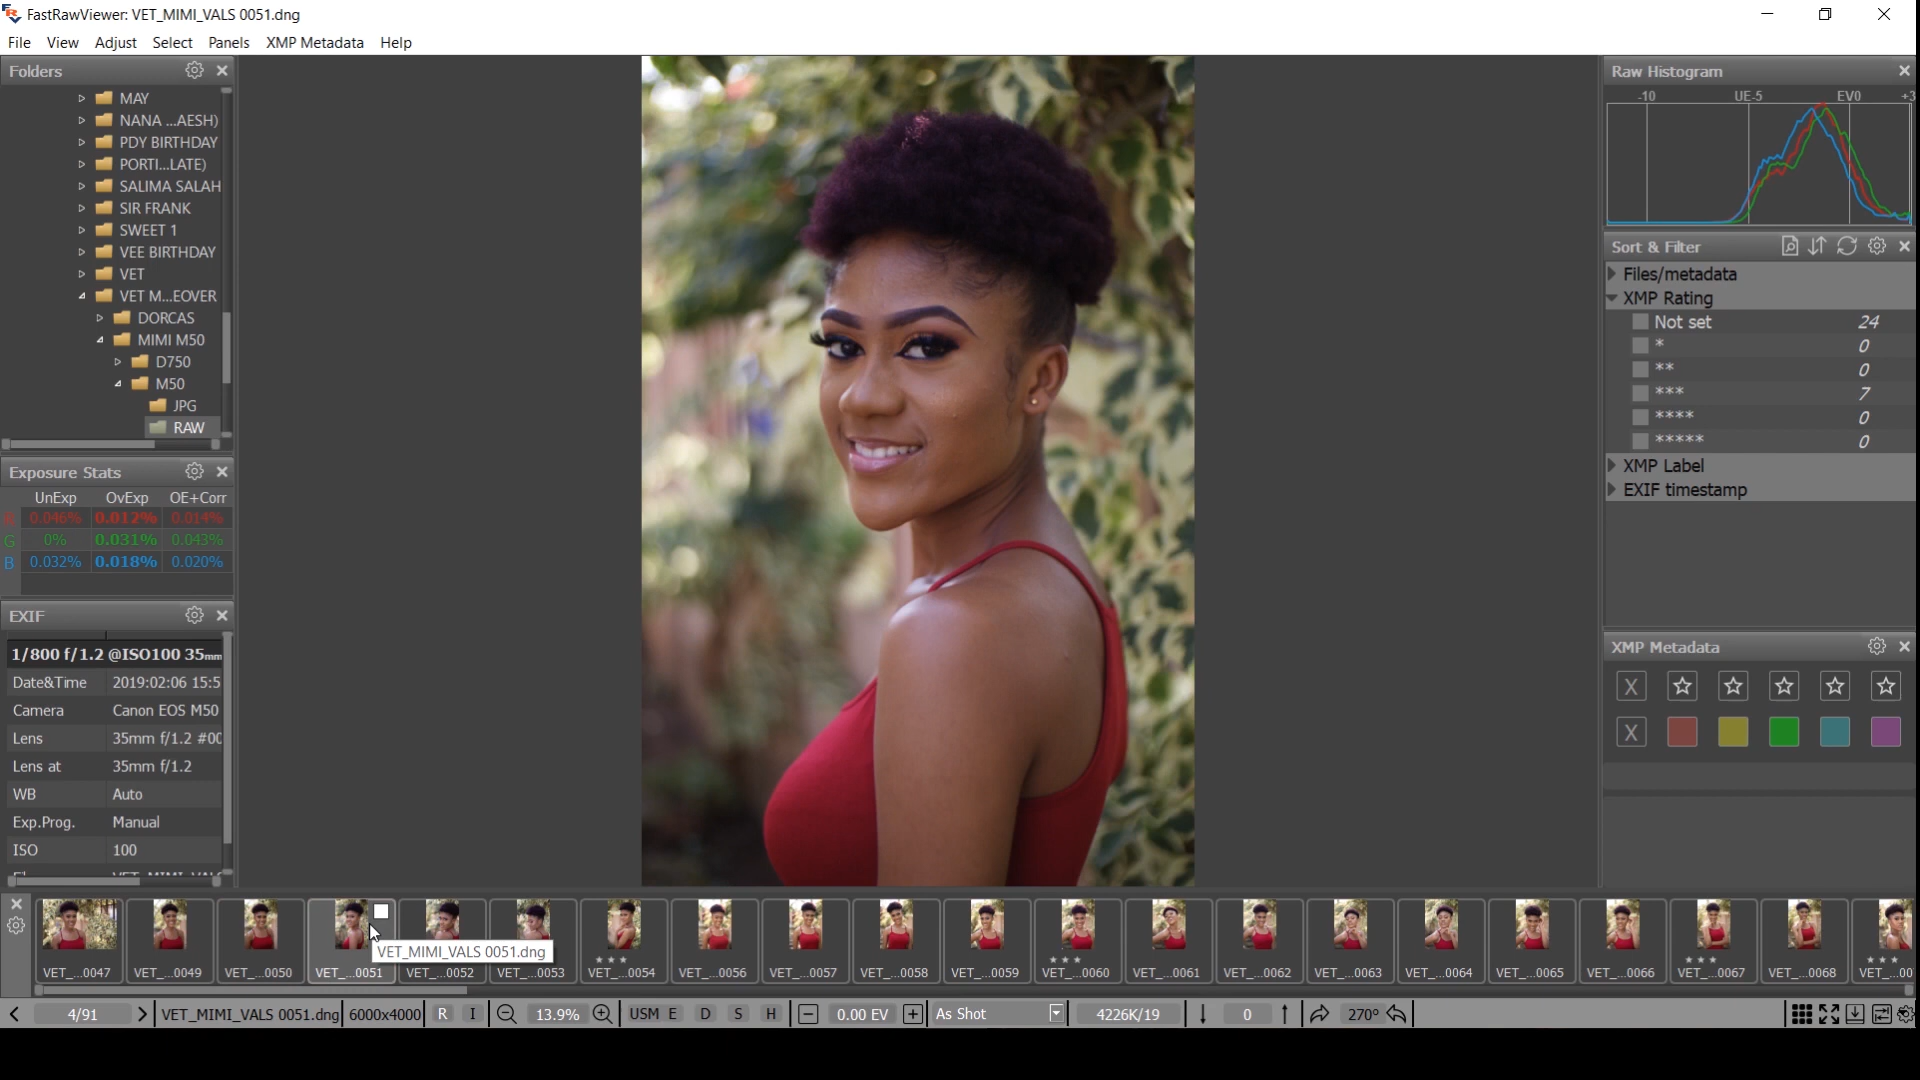 FastRawViewer: VET_MIMI_VALS 0051.dng
File View Adjust Select Panels XMP Metadata Help
Folders
MAY
NANA ...AESH)
PDY BIRTHDAY
PORTI...LATE)
SALIMA SALAH
SIR FRANK
SWEET 1
VEE BIRTHDAY
VET
VET M...EOVER
DORCAS
MIMI M50
D750
M50
JPG
RAW
Exposure Stats
UnExp OvExp OE+Corr
R 0.046% 0.012% 0.014%
G 0% 0.031% 0.043%
B 0.032% 0.018% 0.020%
EXIF
1/800 f/1.2 @ISO100 35mm
Date&Time 2019:02:06 15:5
Camera Canon EOS M50
Lens 35mm f/1.2 #00
Lens at 35mm f/1.2
WB Auto
Exp.Prog. Manual
ISO 100
Raw Histogram
-10 UE-5 EV0 +3
Sort & Filter
Files/metadata
XMP Rating
Not set 24
* 0
** 0
*** 7
**** 0
***** 0
XMP Label
EXIF timestamp
XMP Metadata
X
X
VET_MIMI_VALS 0051.dng
VET_...0047 VET_...0049 VET_...0050 VET_...0051 VET_...0052 VET_...0053 VET_...0054 VET_...0056 VET_...0057 VET_...0058 VET_...0059 VET_...0060 VET_...0061 VET_...0062 VET_...0063 VET_...0064 VET_...0065 VET_...0066 VET_...0067 VET_...0068 VET_...00
4/91 VET_MIMI_VALS 0051.dng 6000x4000 R I 13.9% USM E D S H 0.00 EV As Shot 4226K/19 0 270°